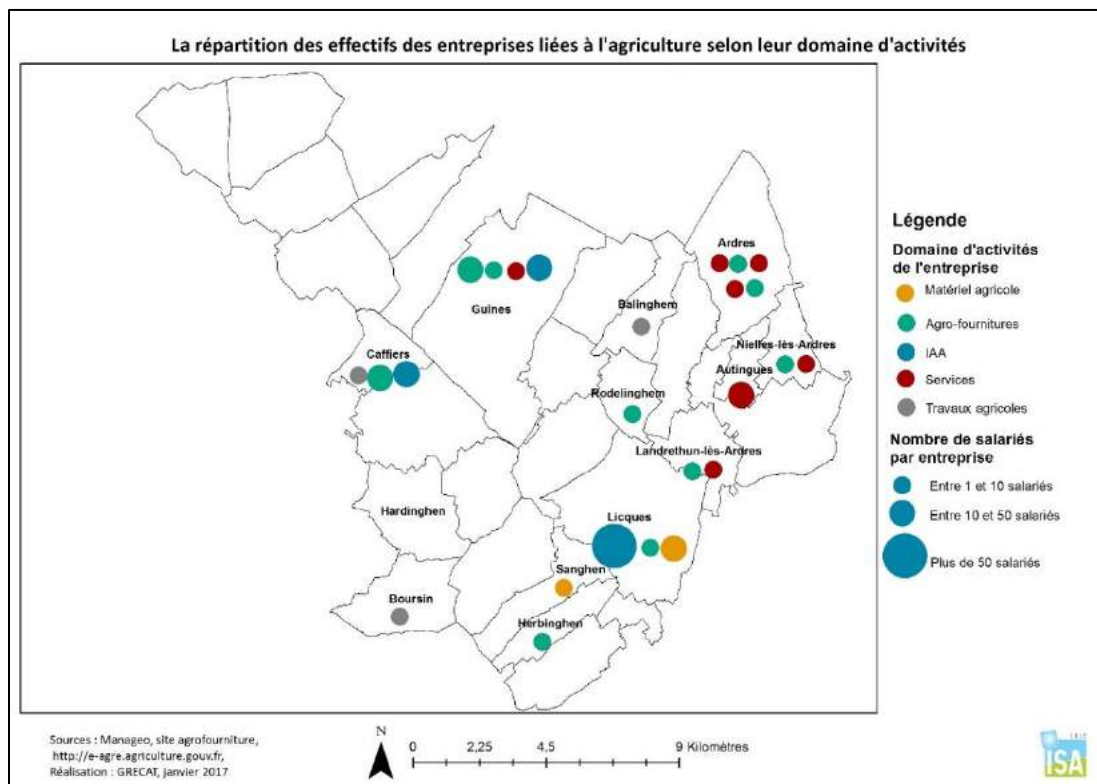 La répartition des effectifs des entreprises liées à l'agriculture selon leur domaine d'activités
Ardres
Guînes
Balinghem
Nielles-lès-Ardres
Caffiers
Autingues
Rodelinghem
Landrethun-lès-Ardres
Hardinghen
Licques
Sanghen
Boursin
Herbinghen
Légende
Domaine d'activités
de l'entreprise
Matériel agricole
Agro-fournitures
IAA
Services
Travaux agricoles
Nombre de salariés
par entreprise
Entre 1 et 10 salariés
Entre 10 et 50 salariés
Plus de 50 salariés
Sources : Manageo, site agrofourniture,
http://e-agre.agriculture.gouv.fr,
Réalisation : GRECAT, janvier 2017
N
0 2,25 4,5 9 Kilomètres
ISA